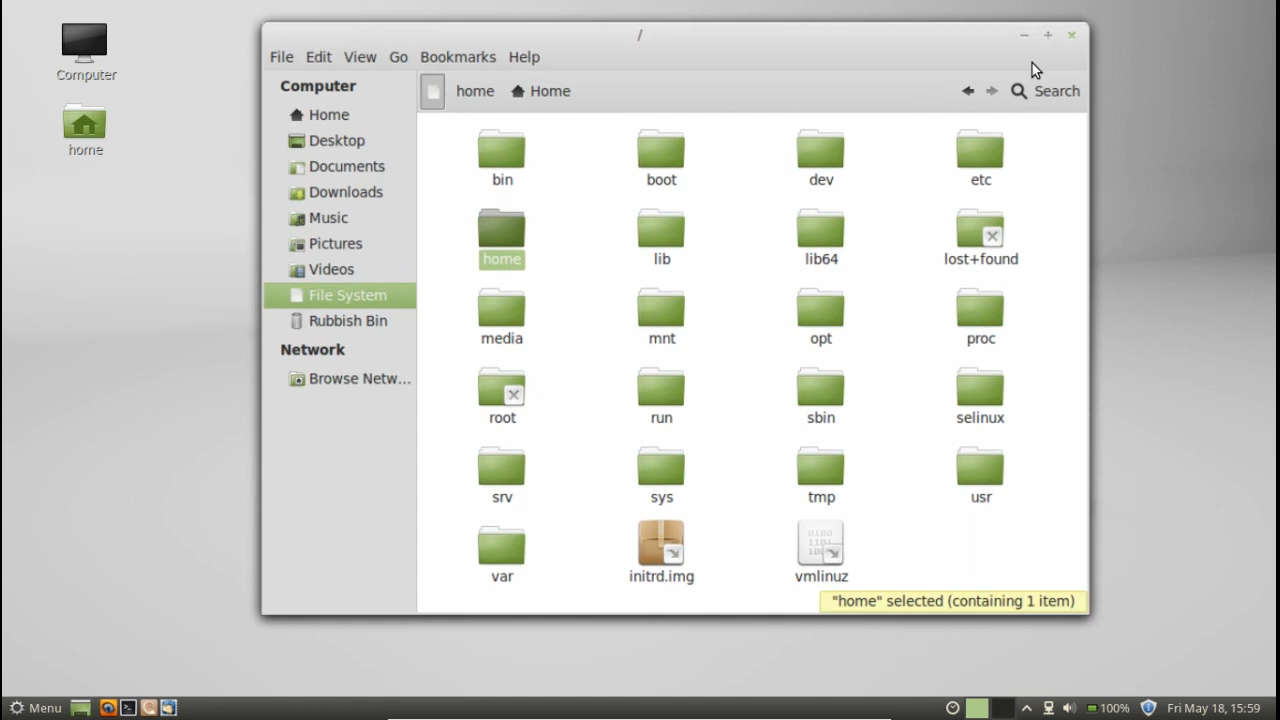 Computer
home
/
File Edit View Go Bookmarks Help
Computer
Home
Desktop
Documents
Downloads
Music
Pictures
Videos
File System
Rubbish Bin
Network
Browse Netw...
home Home Search
bin boot dev etc
home lib lib64 lost+found
media mnt opt proc
root run sbin selinux
srv sys tmp usr
var initrd.img vmlinuz
"home" selected (containing 1 item)
Menu 100% Fri May 18, 15:59